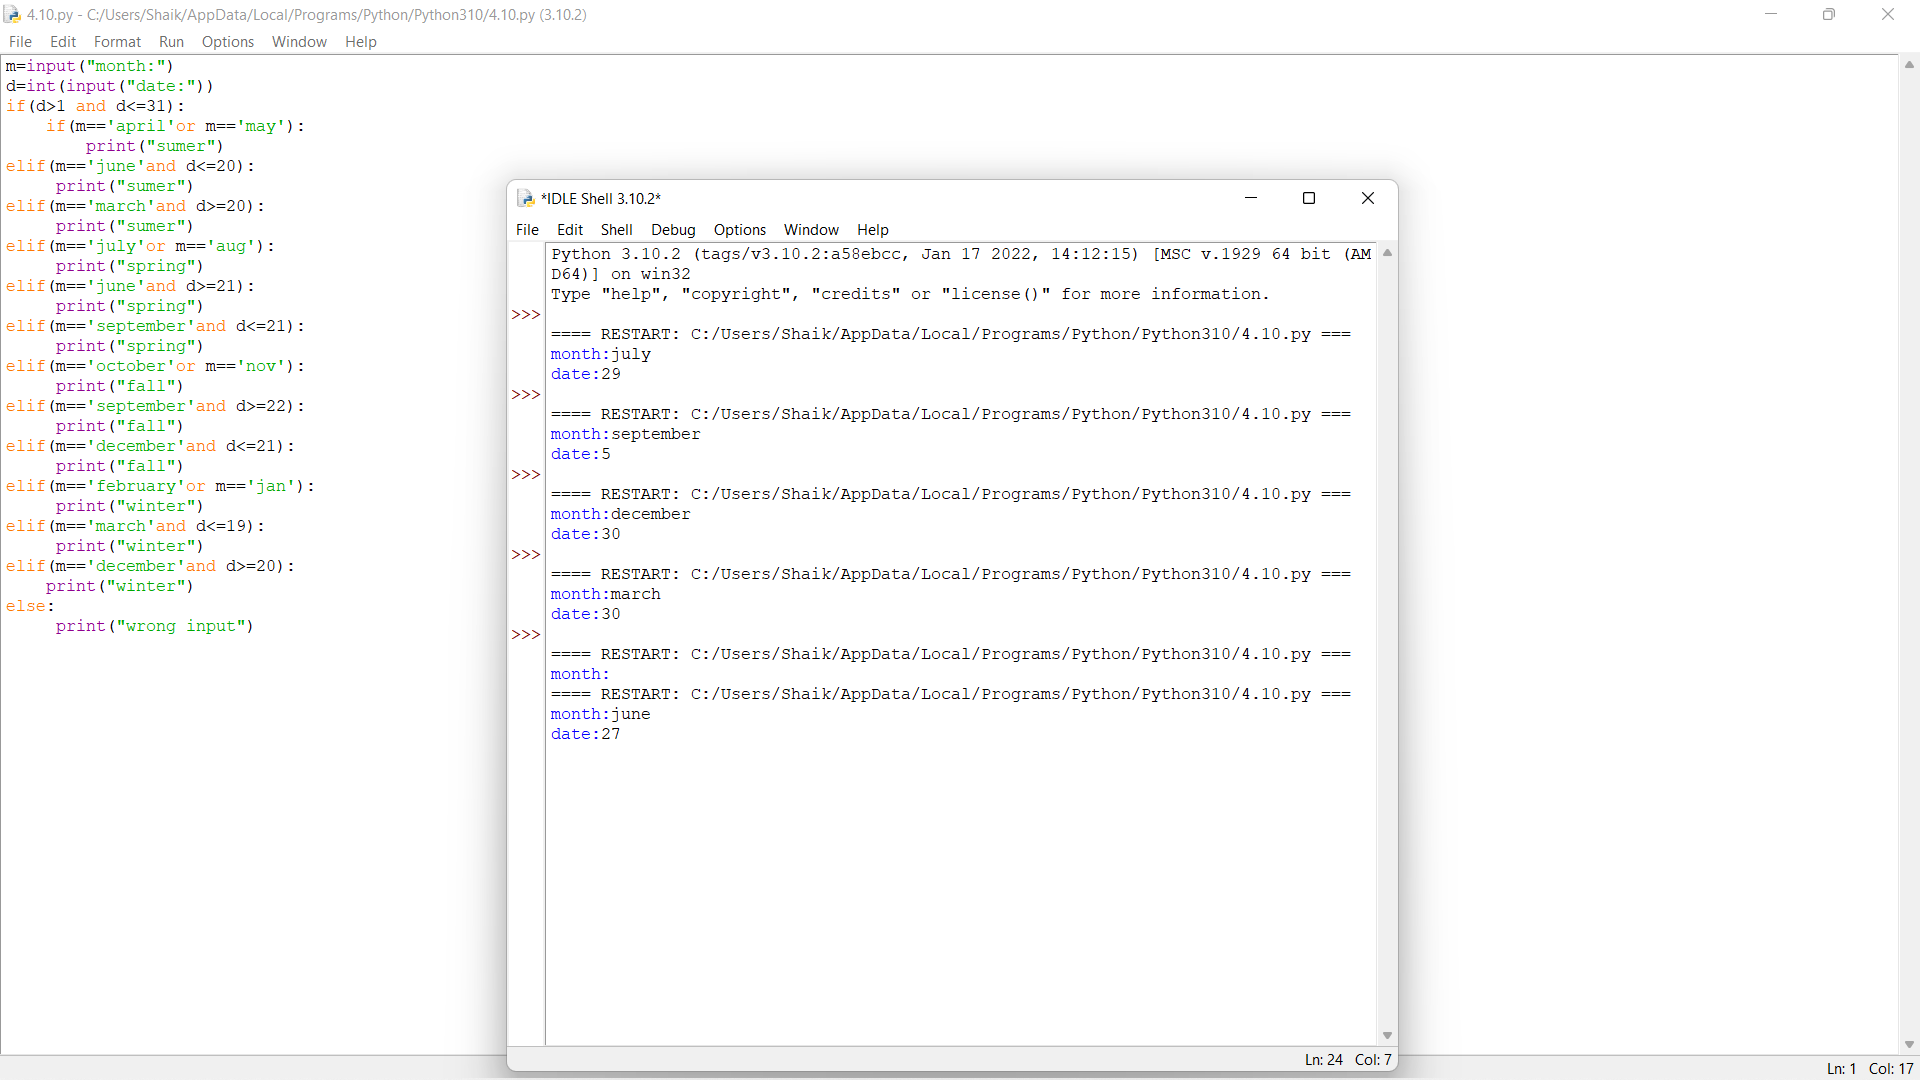 4.10.py - C:/Users/Shaik/AppData/Local/Programs/Python/Python310/4.10.py (3.10.2)
File Edit Format Run Options Window Help
m=input("month:")
d=int(input("date:"))
if(d>1 and d<=31):
    if(m=='april'or m=='may'):
        print("sumer")
elif(m=='june'and d<=20):
     print("sumer")
elif(m=='march'and d>=20):
     print("sumer")
elif(m=='july'or m=='aug'):
     print("spring")
elif(m=='june'and d>=21):
     print("spring")
elif(m=='september'and d<=21):
     print("spring")
elif(m=='october'or m=='nov'):
     print("fall")
elif(m=='september'and d>=22):
     print("fall")
elif(m=='december'and d<=21):
     print("fall")
elif(m=='february'or m=='jan'):
     print("winter")
elif(m=='march'and d<=19):
     print("winter")
elif(m=='december'and d>=20):
    print("winter")
else:
     print("wrong input")
*IDLE Shell 3.10.2*
File Edit Shell Debug Options Window Help
Python 3.10.2 (tags/v3.10.2:a58ebcc, Jan 17 2022, 14:12:15) [MSC v.1929 64 bit (AM
D64)] on win32
Type "help", "copyright", "credits" or "license()" for more information.
>>>
==== RESTART: C:/Users/Shaik/AppData/Local/Programs/Python/Python310/4.10.py ===
month:july
date:29
>>>
==== RESTART: C:/Users/Shaik/AppData/Local/Programs/Python/Python310/4.10.py ===
month:september
date:5
>>>
==== RESTART: C:/Users/Shaik/AppData/Local/Programs/Python/Python310/4.10.py ===
month:december
date:30
>>>
==== RESTART: C:/Users/Shaik/AppData/Local/Programs/Python/Python310/4.10.py ===
month:march
date:30
>>>
==== RESTART: C:/Users/Shaik/AppData/Local/Programs/Python/Python310/4.10.py ===
month:
==== RESTART: C:/Users/Shaik/AppData/Local/Programs/Python/Python310/4.10.py ===
month:june
date:27
Ln: 24 Col: 7
Ln: 1 Col: 17